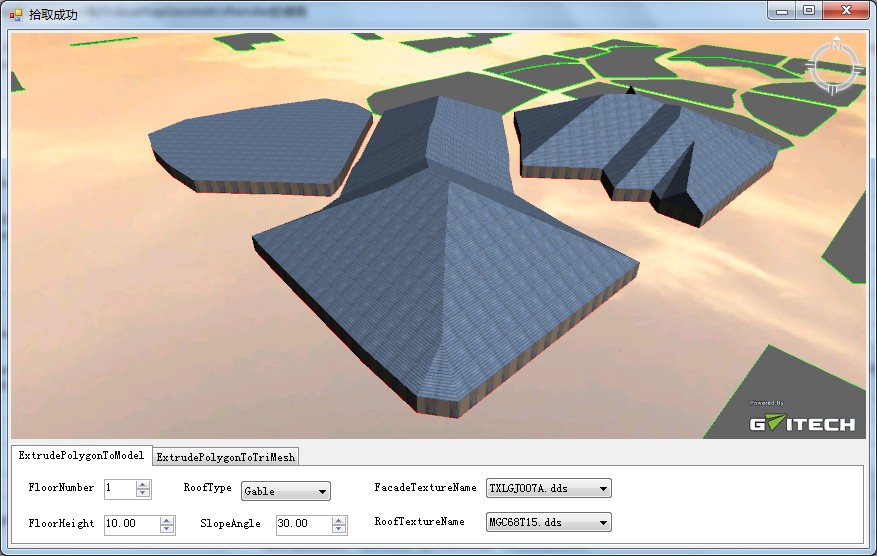 拾取成功
N
Powered By
GVITECH
ExtrudePolygonToModel ExtrudePolygonToTriMesh
FloorNumber 1 RoofType Gable FacadeTextureName TXLGJ007A.dds
FloorHeight 10.00 SlopeAngle 30.00 RoofTextureName MGC68T15.dds